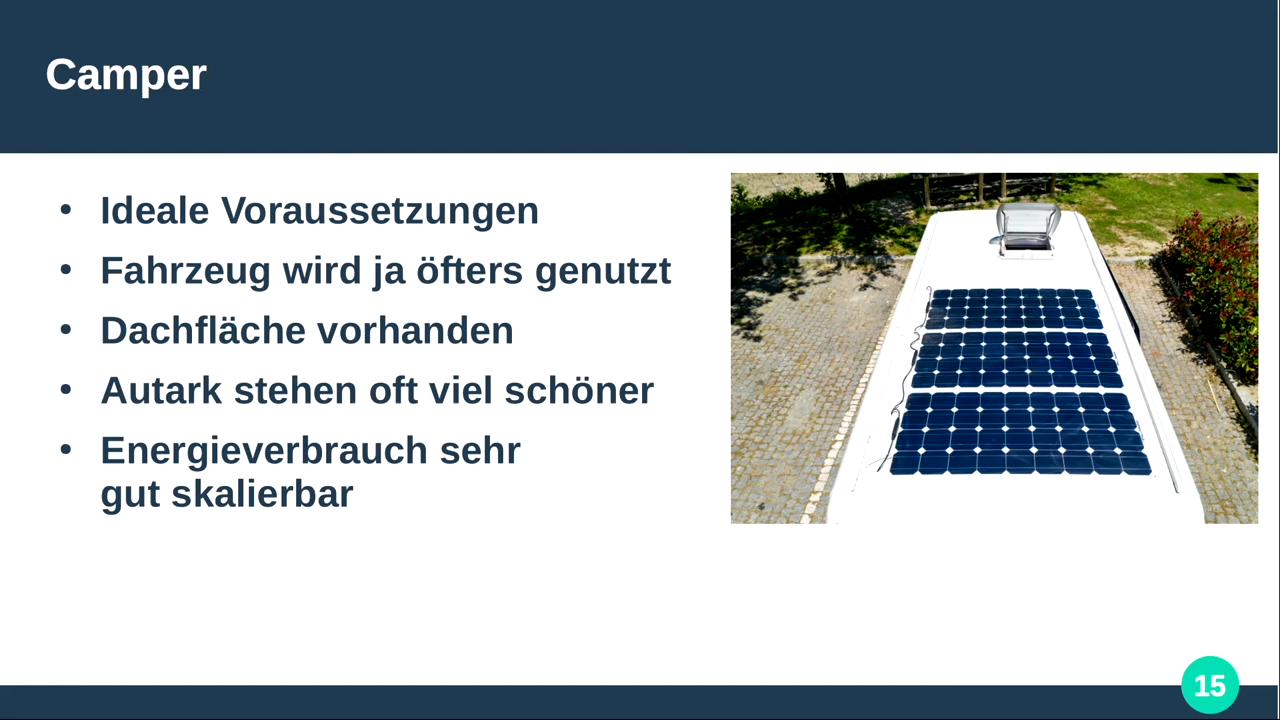 Camper
• Ideale Voraussetzungen
• Fahrzeug wird ja öfters genutzt
• Dachfläche vorhanden
• Autark stehen oft viel schöner
• Energieverbrauch sehr
gut skalierbar
15